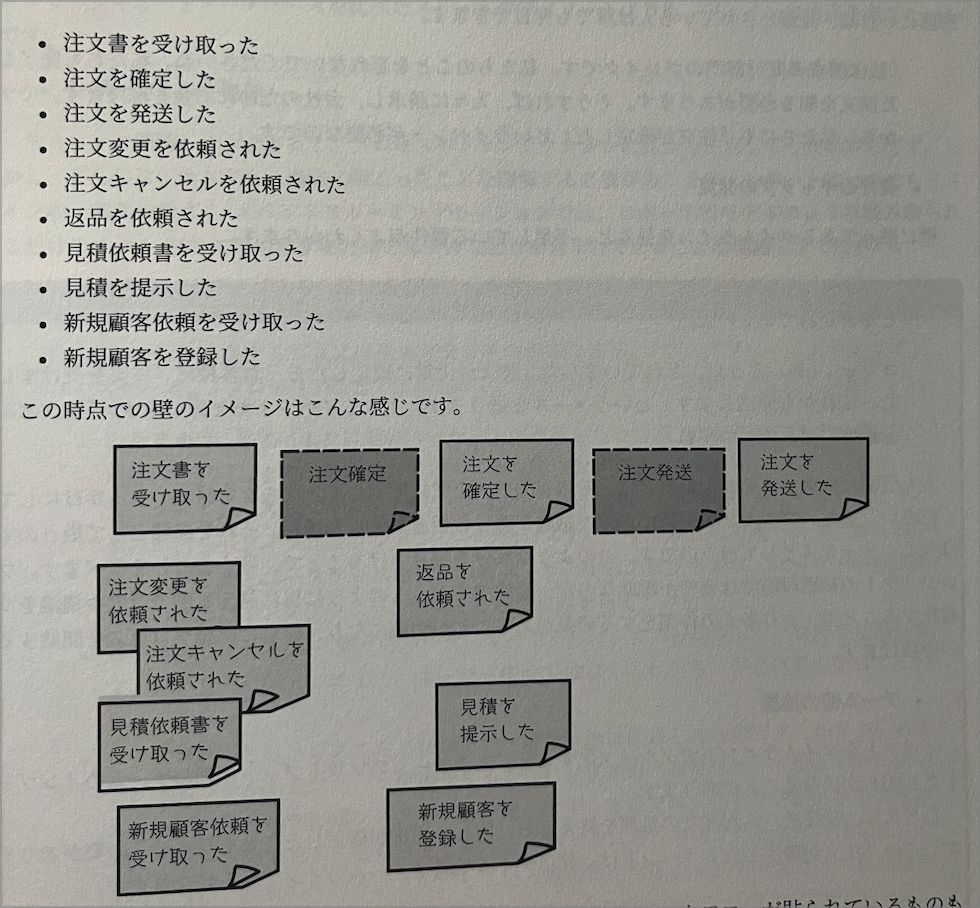 • 注文書を受け取った
• 注文を確定した
• 注文を発送した
• 注文変更を依頼された
• 注文キャンセルを依頼された
• 返品を依頼された
• 見積依頼書を受け取った
• 見積を提示した
• 新規顧客依頼を受け取った
• 新規顧客を登録した
この時点での壁のイメージはこんな感じです。
注文書を
受け取った
注文確定
注文を
確定した
注文発送
注文を
発送した
注文変更を
依頼された
返品を
依頼された
注文キャンセルを
依頼された
見積依頼書を
受け取った
見積を
提示した
新規顧客依頼を
受け取った
新規顧客を
登録した
が貼られているものも